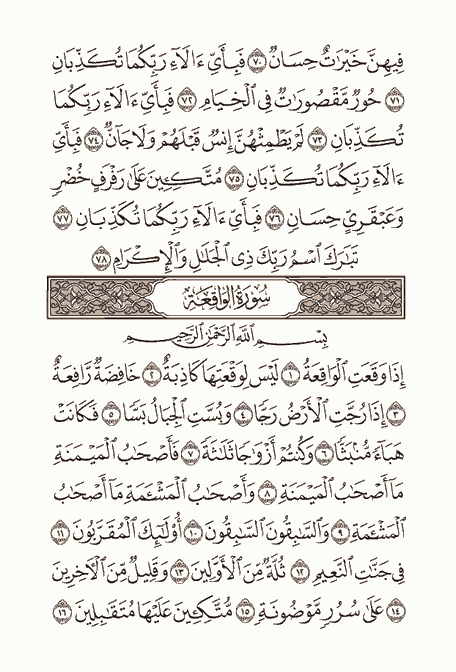 فِيهِنَّ خَيْرَٰتٌ حِسَانٌ ٧٠ فَبِأَيِّ ءَالَآءِ رَبِّكُمَا تُكَذِّبَانِ
٧١ حُورٌ مَّقْصُورَٰتٌ فِي ٱلْخِيَامِ ٧٢ فَبِأَيِّ ءَالَآءِ رَبِّكُمَا
تُكَذِّبَانِ ٧٣ لَمْ يَطْمِثْهُنَّ إِنسٌ قَبْلَهُمْ وَلَا جَآنٌّ ٧٤ فَبِأَيِّ
ءَالَآءِ رَبِّكُمَا تُكَذِّبَانِ ٧٥ مُتَّكِـِٔينَ عَلَىٰ رَفْرَفٍ خُضْرٍ
وَعَبْقَرِيٍّ حِسَانٍ ٧٦ فَبِأَيِّ ءَالَآءِ رَبِّكُمَا تُكَذِّبَانِ ٧٧
تَبَٰرَكَ ٱسْمُ رَبِّكَ ذِي ٱلْجَلَٰلِ وَٱلْإِكْرَامِ ٧٨
سُورَةُ الوَاقِعَةِ
بِسْمِ ٱللَّهِ ٱلرَّحْمَٰنِ ٱلرَّحِيمِ
إِذَا وَقَعَتِ ٱلْوَاقِعَةُ ١ لَيْسَ لِوَقْعَتِهَا كَاذِبَةٌ ٢ خَافِضَةٌ رَّافِعَةٌ
٣ إِذَا رُجَّتِ ٱلْأَرْضُ رَجًّا ٤ وَبُسَّتِ ٱلْجِبَالُ بَسًّا ٥ فَكَانَتْ
هَبَآءً مُّنۢبَثًّا ٦ وَكُنتُمْ أَزْوَٰجًا ثَلَٰثَةً ٧ فَأَصْحَٰبُ ٱلْمَيْمَنَةِ
مَآ أَصْحَٰبُ ٱلْمَيْمَنَةِ ٨ وَأَصْحَٰبُ ٱلْمَشْـَٔمَةِ مَآ أَصْحَٰبُ
ٱلْمَشْـَٔمَةِ ٩ وَٱلسَّٰبِقُونَ ٱلسَّٰبِقُونَ ١٠ أُو۟لَٰٓئِكَ ٱلْمُقَرَّبُونَ ١١
فِي جَنَّٰتِ ٱلنَّعِيمِ ١٢ ثُلَّةٌ مِّنَ ٱلْأَوَّلِينَ ١٣ وَقَلِيلٌ مِّنَ ٱلْءَاخِرِينَ
١٤ عَلَىٰ سُرُرٍ مَّوْضُونَةٍ ١٥ مُّتَّكِـِٔينَ عَلَيْهَا مُتَقَٰبِلِينَ ١٦